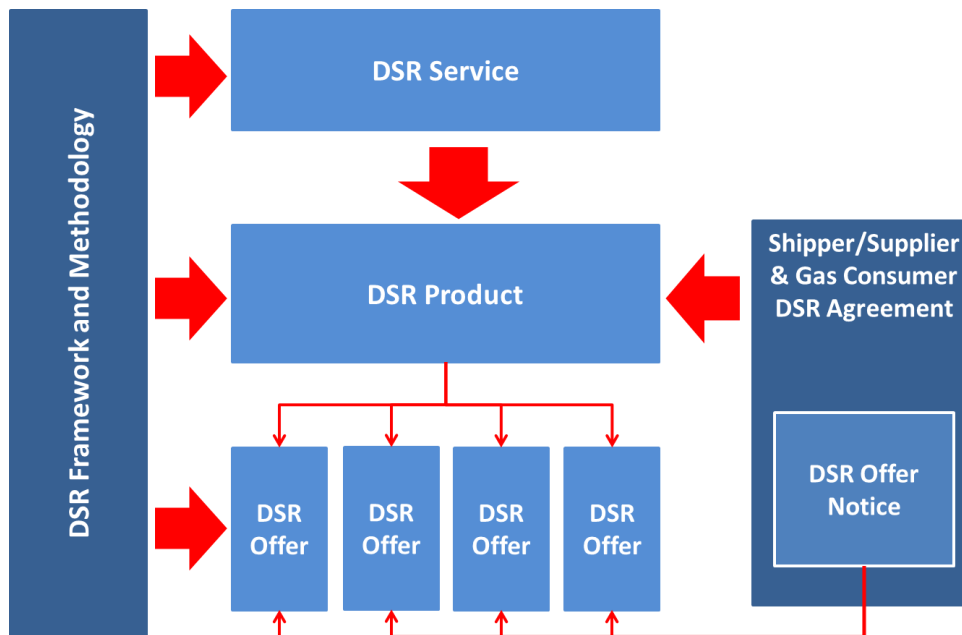 DSR Framework and Methodology
DSR Service
DSR Product
Shipper/Supplier
& Gas Consumer
DSR Agreement
DSR
Offer
DSR
Offer
DSR
Offer
DSR
Offer
DSR Offer
Notice